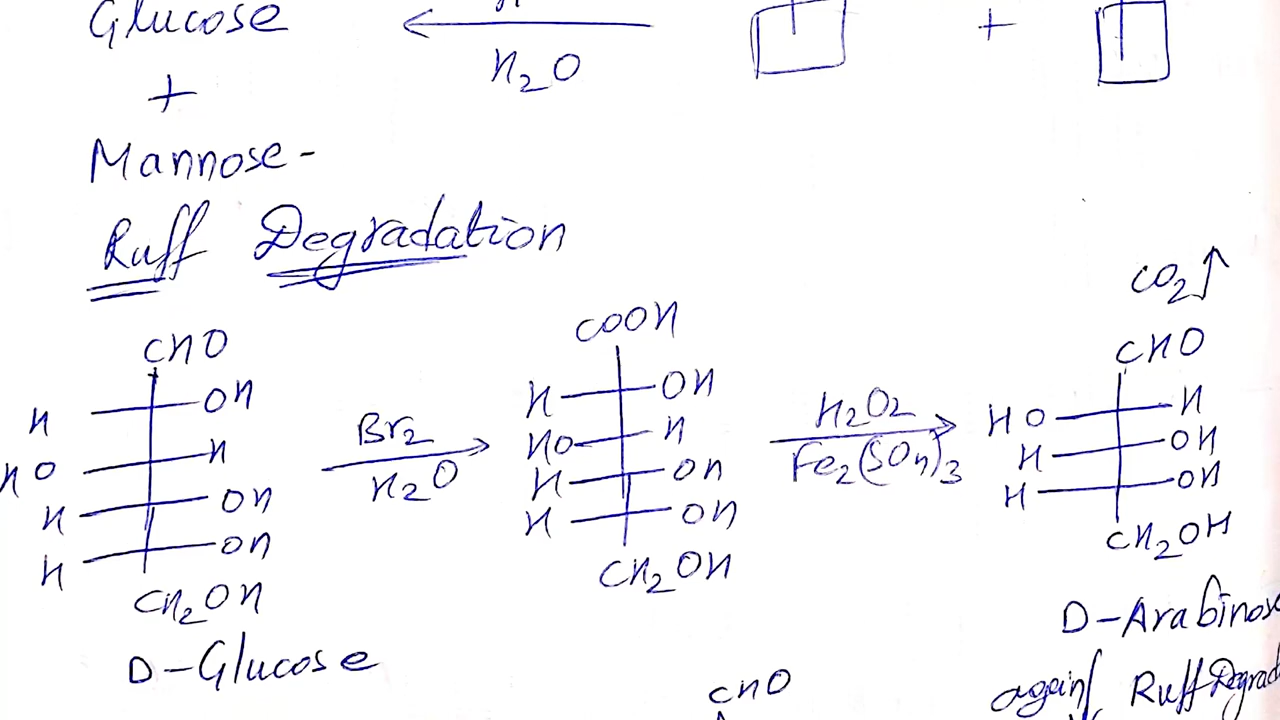 Glucose
H2O
+
+
Mannose-
Ruff Degradation
CO2↑
CHO
H OH
HO H
H OH
H OH
CH2OH
D-Glucose
Br2
H2O
COOH
H OH
HO H
H OH
H OH
CH2OH
H2O2
Fe2(SO4)3
CHO
HO H
H OH
H OH
CH2OH
D-Arabinose
CHO
again Ruff Degrad